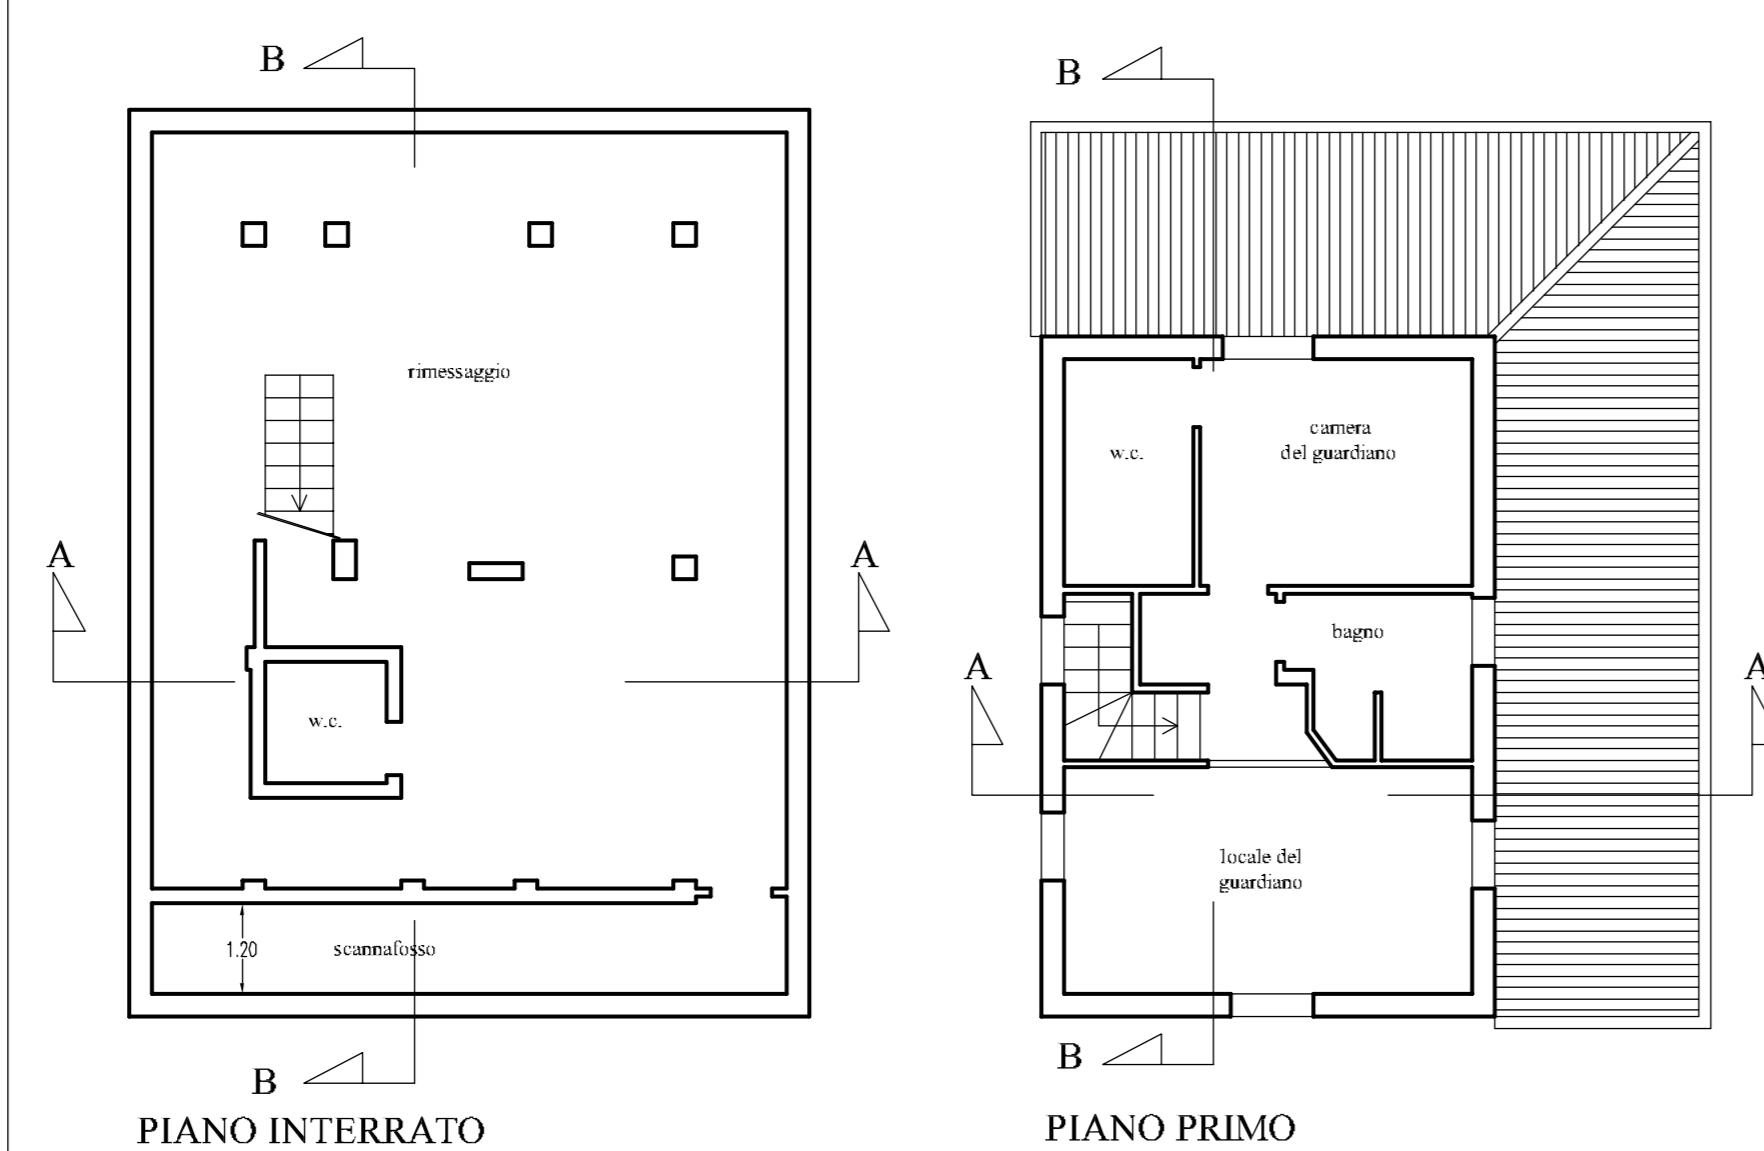 B
rimessaggio
A
A
w.c.
1.20
scannafosso
B
PIANO INTERRATO
B
camera
del guardiano
w.c.
bagno
A
A
locale del
guardiano
B
PIANO PRIMO